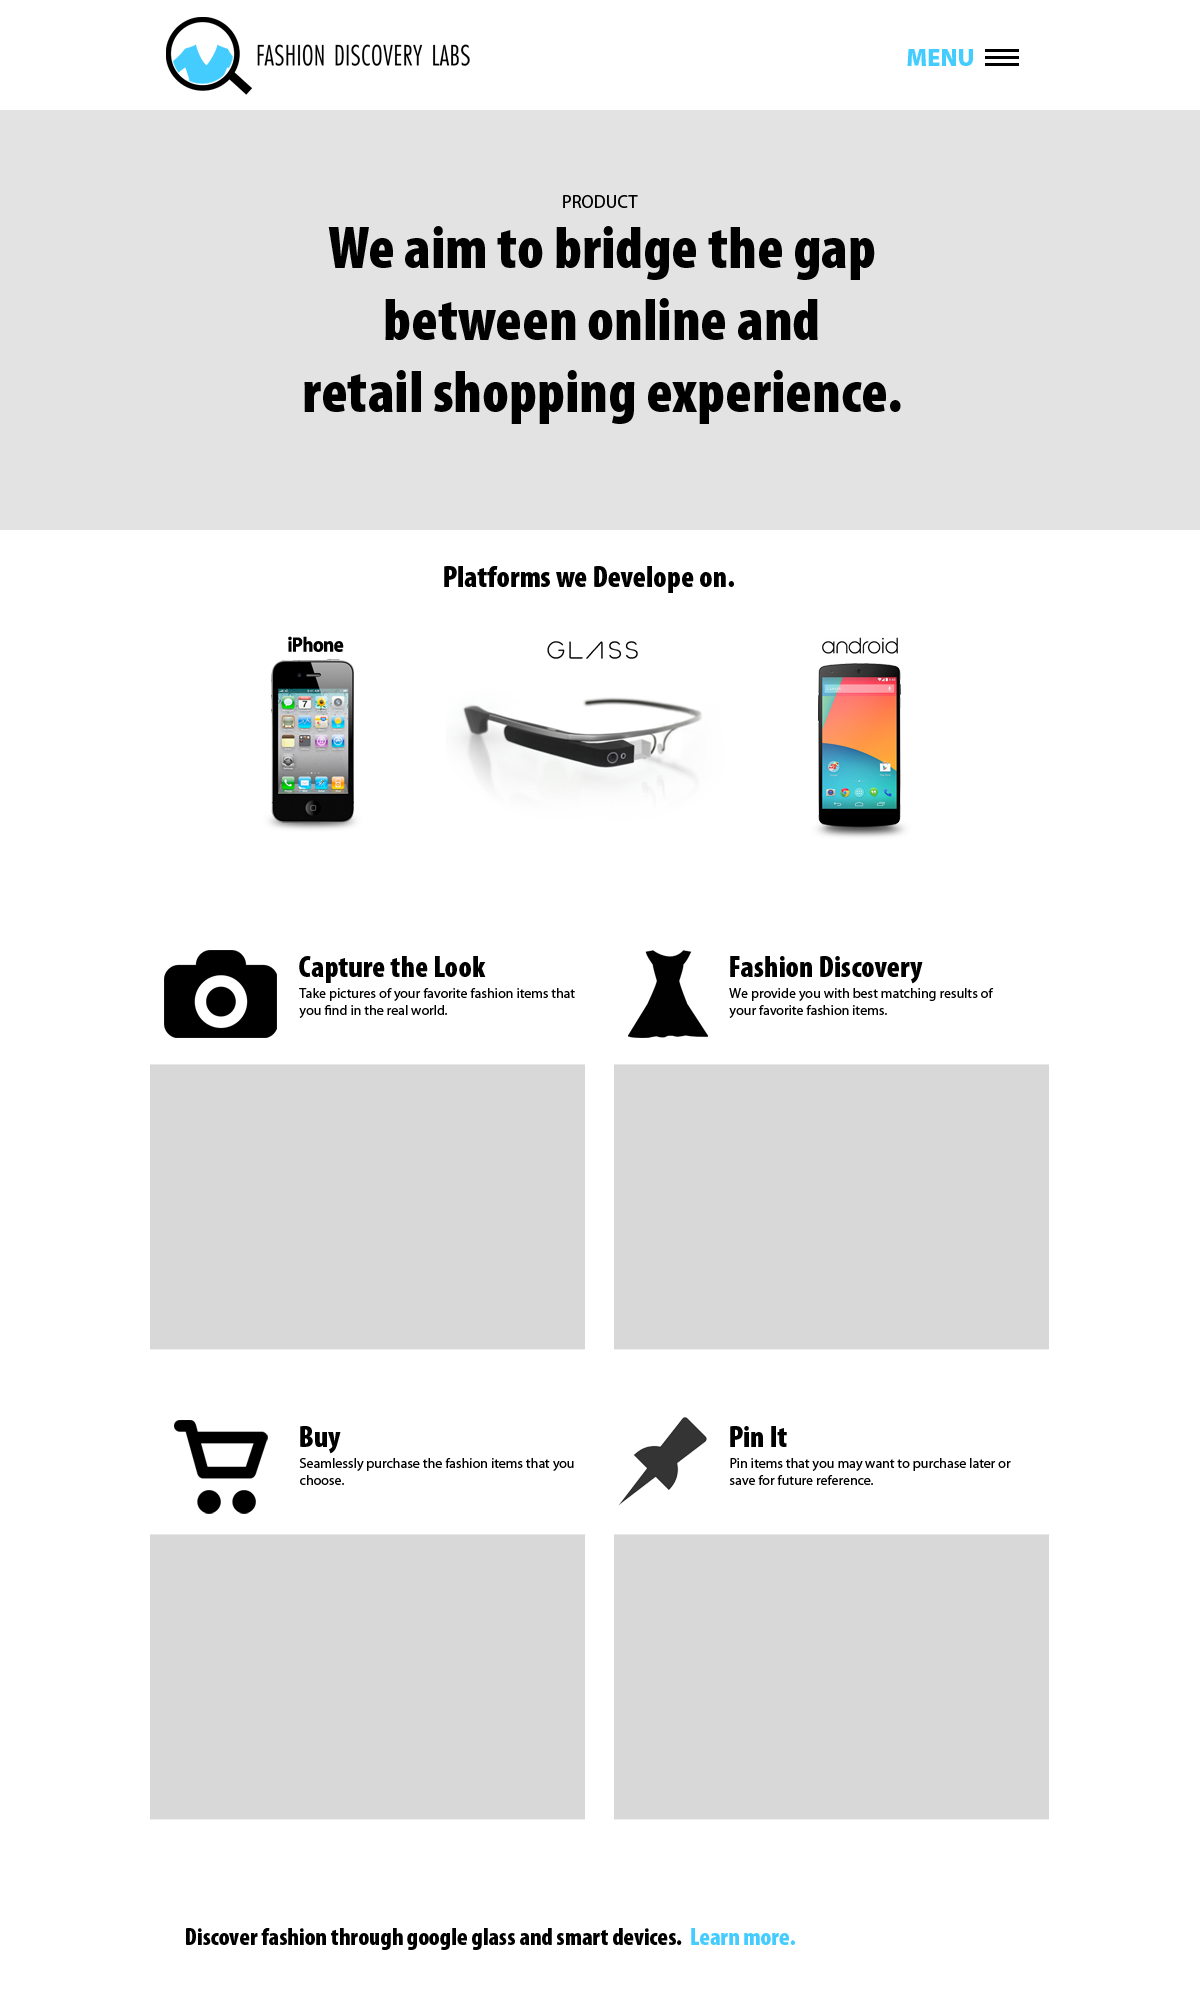 FASHION DISCOVERY LABS
MENU
PRODUCT
We aim to bridge the gap
between online and
retail shopping experience.
Platforms we Develope on.
iPhone
GLASS
android
Capture the Look
Take pictures of your favorite fashion items that
you find in the real world.
Fashion Discovery
We provide you with best matching results of
your favorite fashion items.
Buy
Seamlessly purchase the fashion items that you
choose.
Pin It
Pin items that you may want to purchase later or
save for future reference.
Discover fashion through google glass and smart devices. Learn more.